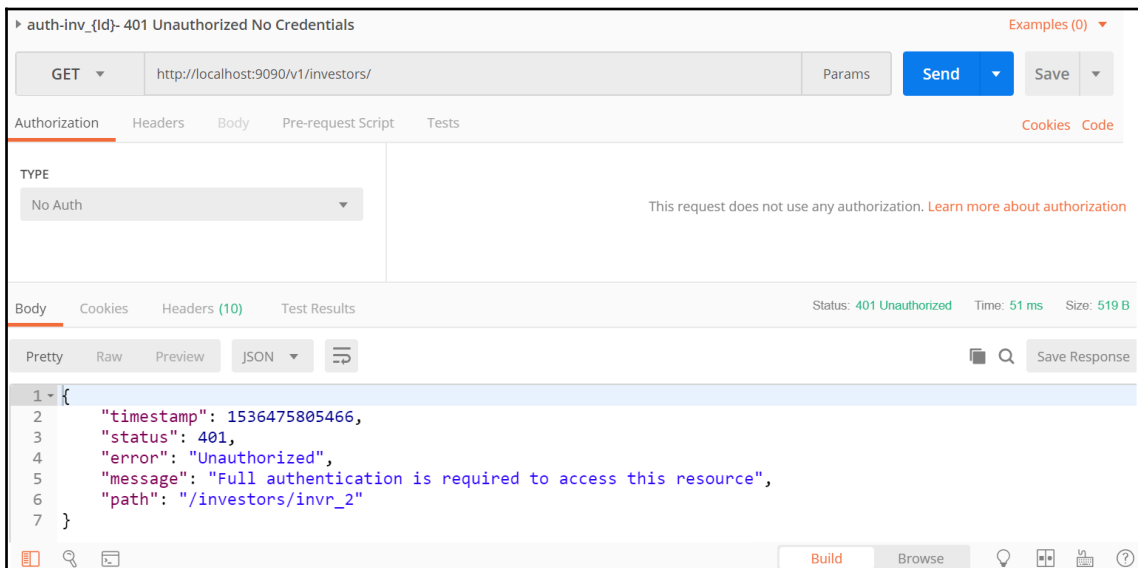 auth-inv_{Id}- 401 Unauthorized No Credentials Examples (0)
GET http://localhost:9090/v1/investors/ Params Send Save
Authorization Headers Body Pre-request Script Tests Cookies Code
TYPE
No Auth
This request does not use any authorization. Learn more about authorization
Body Cookies Headers (10) Test Results Status: 401 Unauthorized Time: 51 ms Size: 519 B
Pretty Raw Preview JSON Save Response
1 {
2 "timestamp": 1536475805466,
3 "status": 401,
4 "error": "Unauthorized",
5 "message": "Full authentication is required to access this resource",
6 "path": "/investors/invr_2"
7 }
Build Browse